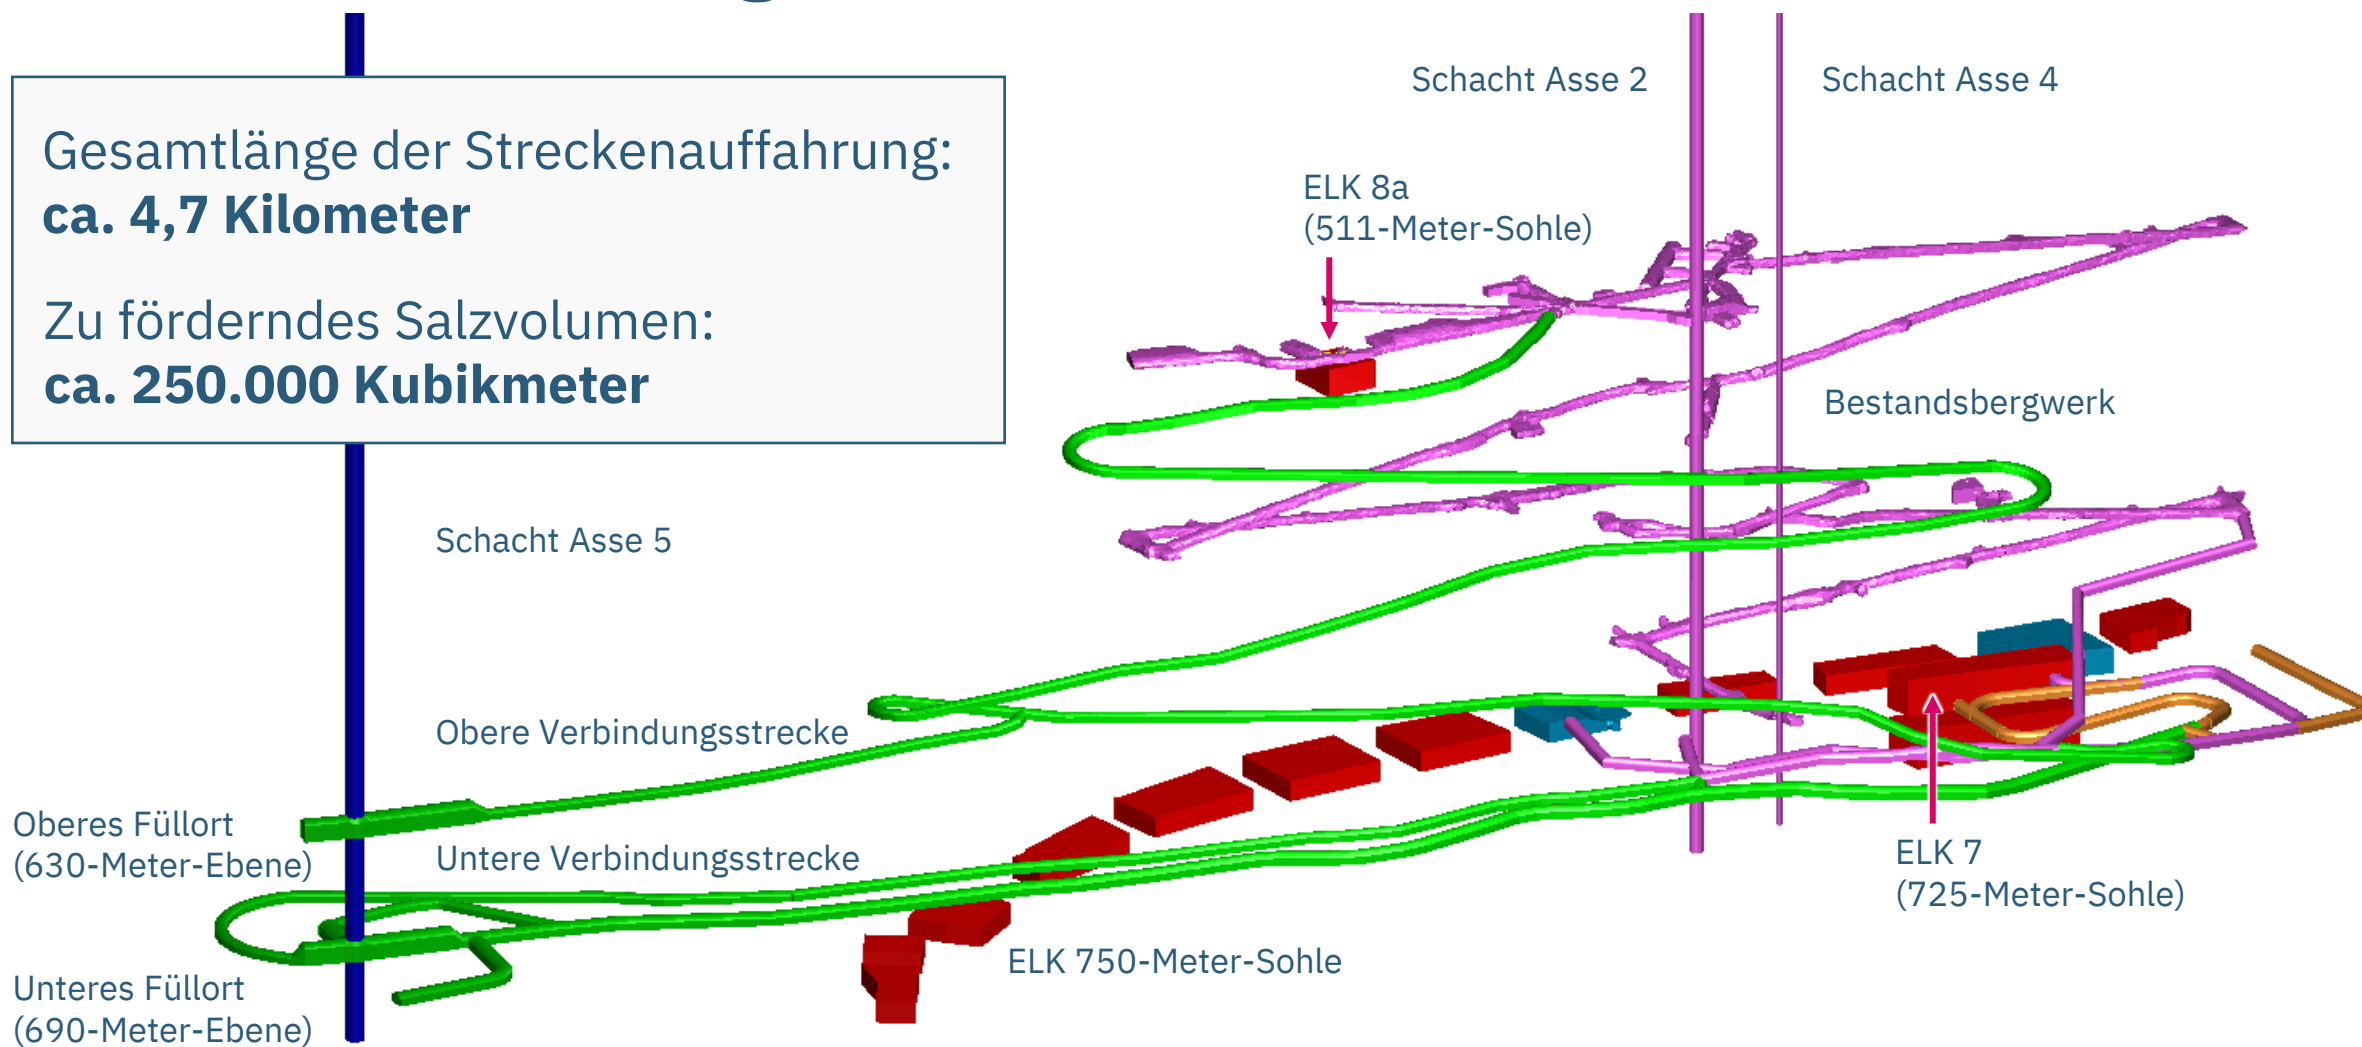 Gesamtlänge der Streckenauffahrung:
ca. 4,7 Kilometer
Zu förderndes Salzvolumen:
ca. 250.000 Kubikmeter
Schacht Asse 2
Schacht Asse 4
ELK 8a
(511-Meter-Sohle)
Bestandsbergwerk
Schacht Asse 5
Obere Verbindungsstrecke
Oberes Füllort
(630-Meter-Ebene)
Untere Verbindungsstrecke
ELK 7
(725-Meter-Sohle)
ELK 750-Meter-Sohle
Unteres Füllort
(690-Meter-Ebene)